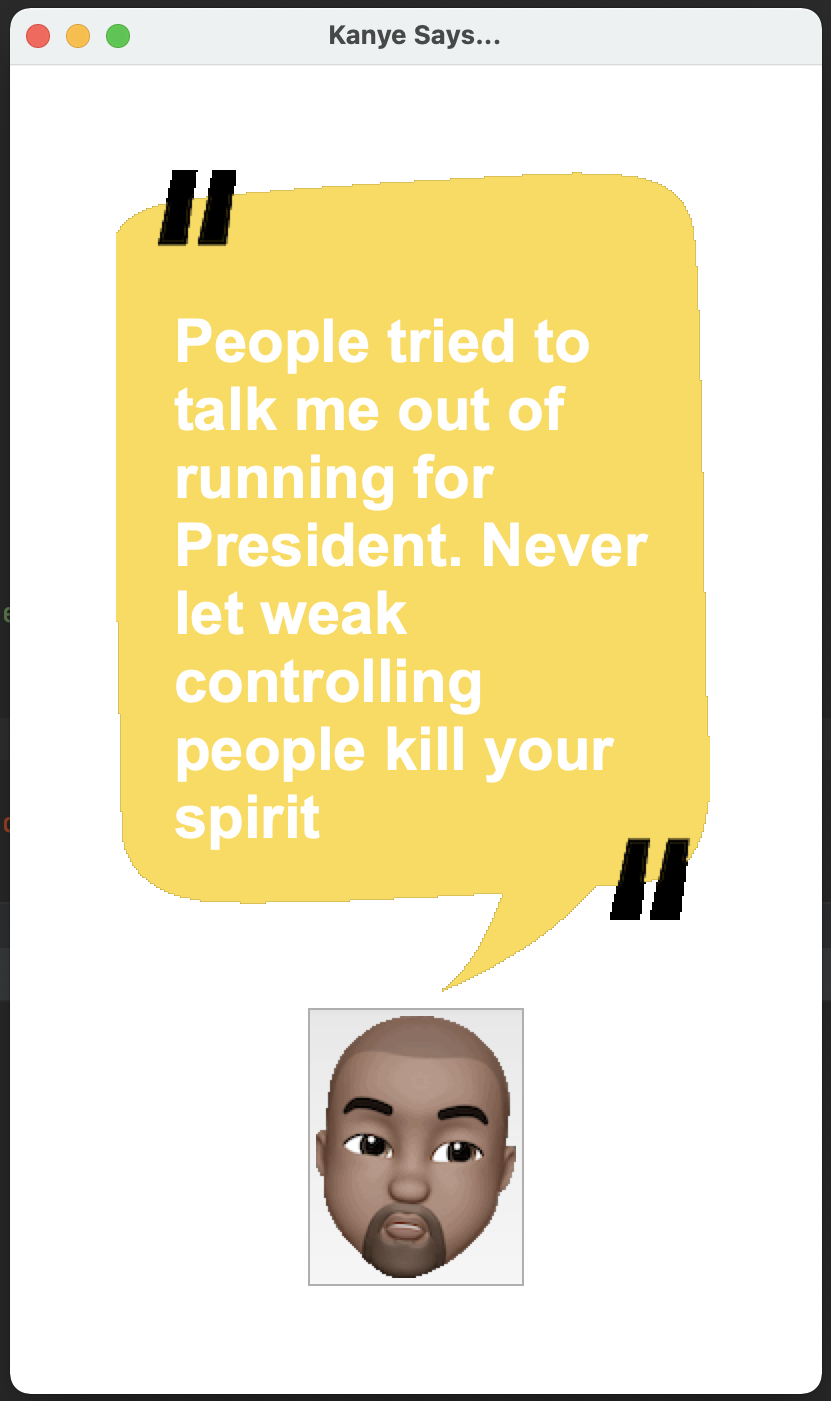 Kanye Says...
"
People tried to
talk me out of
running for
President. Never
let weak
controlling
people kill your
spirit
"